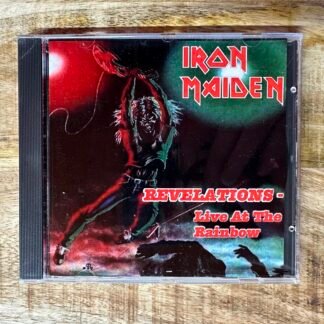 IRON
MAIDEN
REVELATIONS -
Live At The
Rainbow